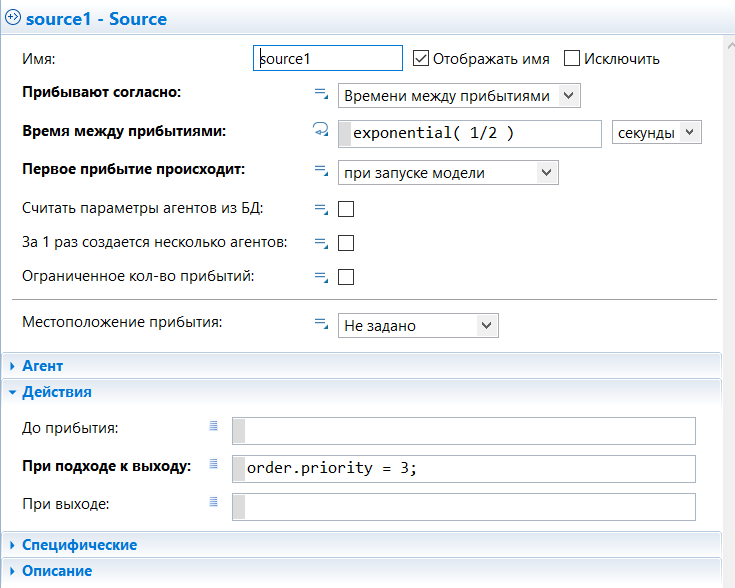 source1 - Source
Имя: source1 Отображать имя Исключить
Прибывают согласно: Времени между прибытиями
Время между прибытиями: exponential( 1/2 ) секунды
Первое прибытие происходит: при запуске модели
Считать параметры агентов из БД:
За 1 раз создается несколько агентов:
Ограниченное кол-во прибытий:
Местоположение прибытия: Не задано
Агент
Действия
До прибытия:
При подходе к выходу: order.priority = 3;
При выходе:
Специфические
Описание